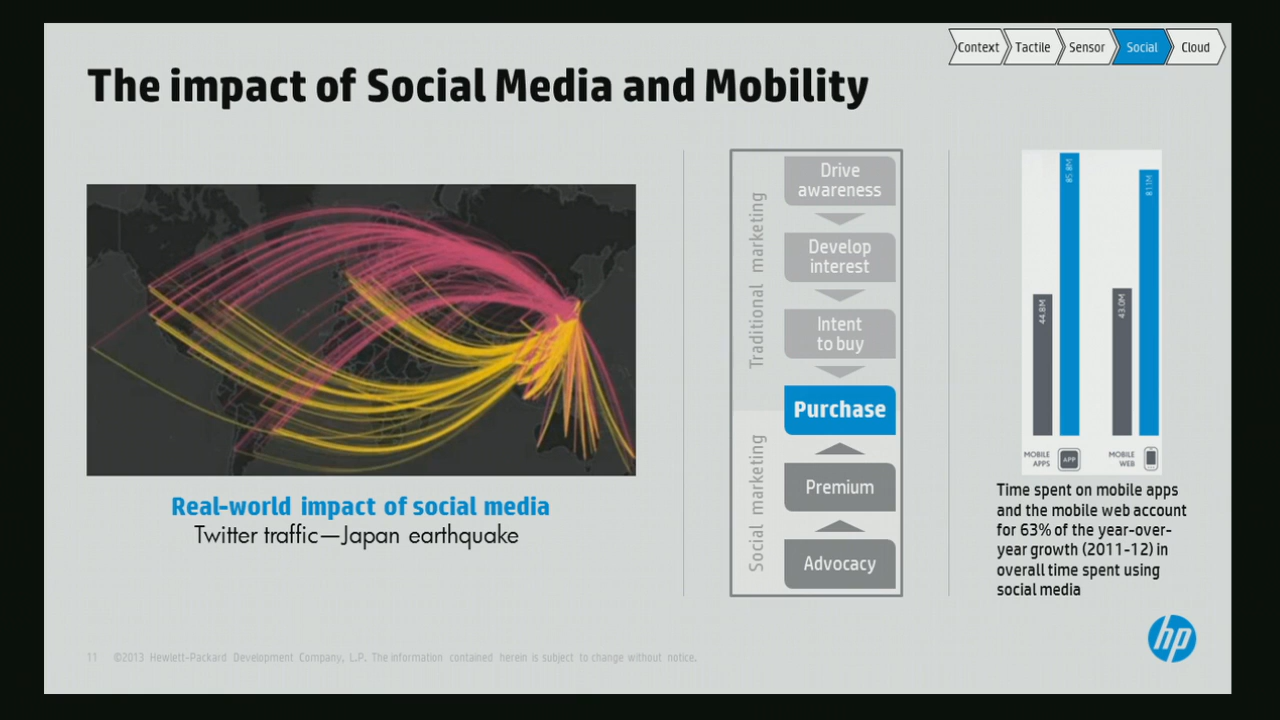 Context
Tactile
Sensor
Social
Cloud
The impact of Social Media and Mobility
Real-world impact of social media
Twitter traffic—Japan earthquake
Traditional marketing
Drive
awareness
Develop
interest
Intent
to buy
Purchase
Social marketing
Premium
Advocacy
44.8M
85.8M
43.0M
81.1M
MOBILE
APPS
APP
MOBILE
WEB
Time spent on mobile apps
and the mobile web account
for 63% of the year-over-
year growth (2011-12) in
overall time spent using
social media
hp
11 ©2013 Hewlett-Packard Development Company, L.P. The information contained herein is subject to change without notice.